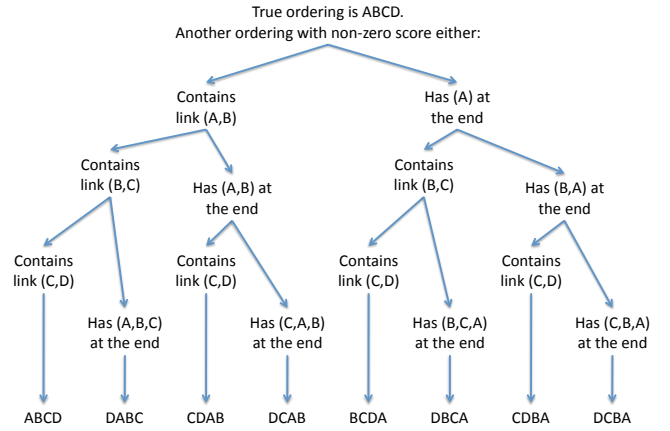 True ordering is ABCD.
Another ordering with non-zero score either:
Contains
link (A,B)
Has (A) at
the end
Contains
link (B,C)
Has (A,B) at
the end
Contains
link (B,C)
Has (B,A) at
the end
Contains
link (C,D)
Contains
link (C,D)
Contains
link (C,D)
Contains
link (C,D)
Has (A,B,C)
at the end
Has (C,A,B)
at the end
Has (B,C,A)
at the end
Has (C,B,A)
at the end
ABCD DABC CDAB DCAB BCDA DBCA CDBA DCBA